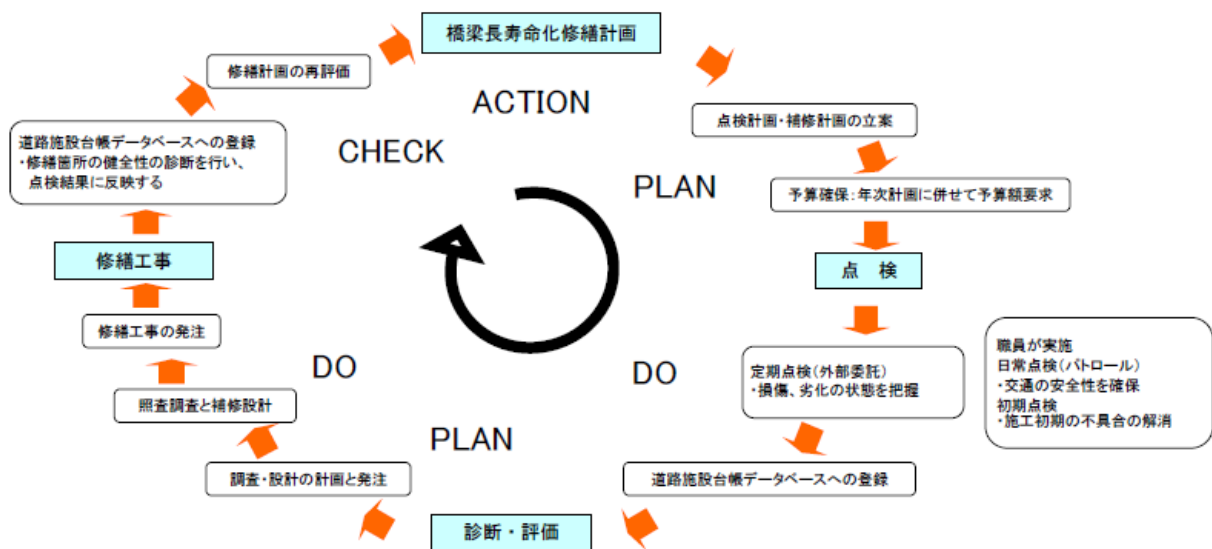 橋梁長寿命化修繕計画
ACTION
点検計画・補修計画の立案
PLAN
予算確保:年次計画に併せて予算額要求
点　検
定期点検(外部委託)
・損傷、劣化の状態を把握
職員が実施
日常点検(パトロール)
・交通の安全性を確保
初期点検
・施工初期の不具合の解消
DO
道路施設台帳データベースへの登録
診断・評価
PLAN
調査・設計の計画と発注
照査調査と補修設計
DO
修繕工事の発注
修繕工事
道路施設台帳データベースへの登録
・修繕箇所の健全性の診断を行い、
点検結果に反映する
CHECK
修繕計画の再評価